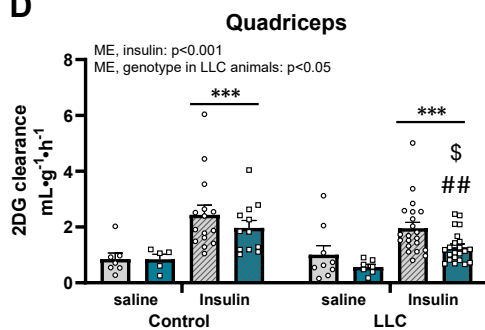 D
Quadriceps
ME, insulin: p<0.001
ME, genotype in LLC animals: p<0.05
2DG clearance
mL•g⁻¹•h⁻¹
8
6
4
2
0
***
***
$
##
saline Insulin saline Insulin
Control LLC